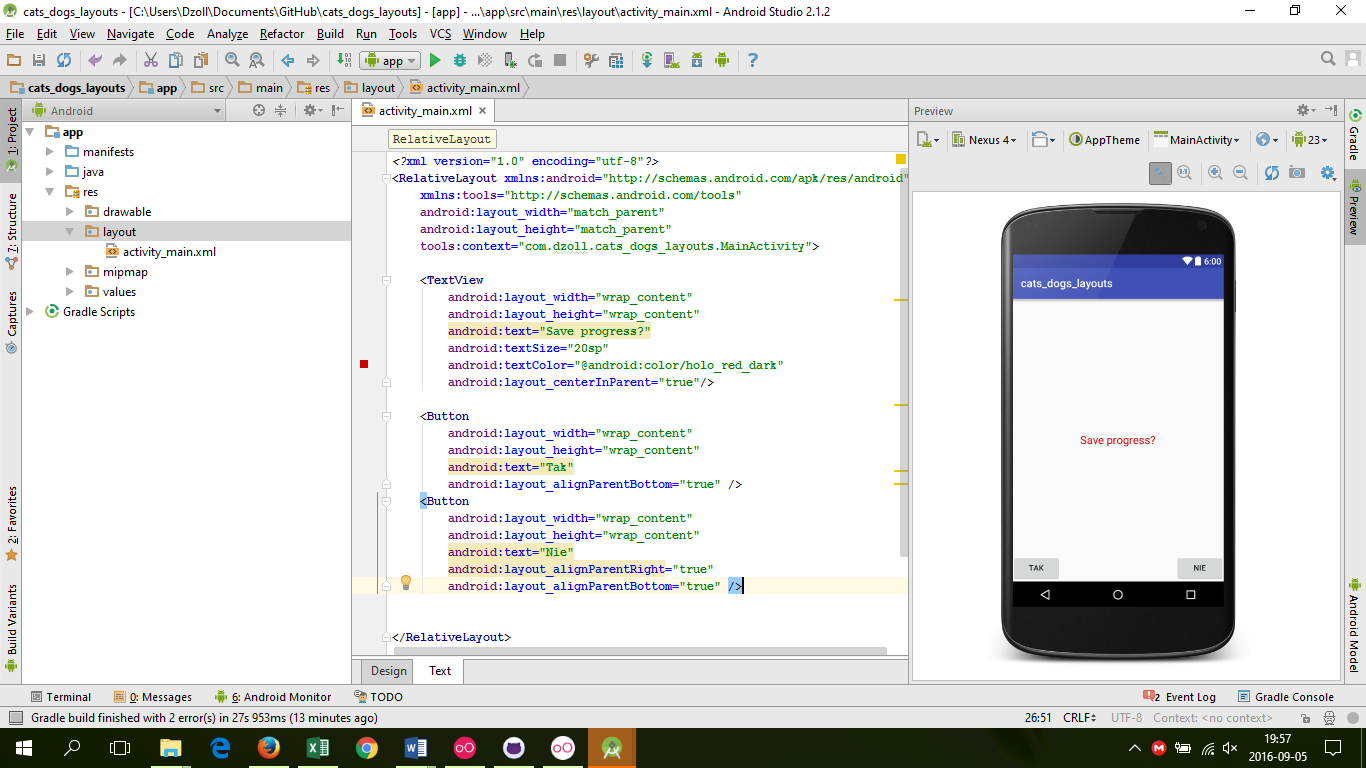 cats_dogs_layouts - [C:\Users\Dzoll\Documents\GitHub\cats_dogs_layouts] - [app] - ...\app\src\main\res\layout\activity_main.xml - Android Studio 2.1.2
File Edit View Navigate Code Analyze Refactor Build Run Tools VCS Window Help
app
cats_dogs_layouts app src main res layout activity_main.xml
1: Project
7: Structure
Captures
2: Favorites
Build Variants
Android
app
manifests
java
res
drawable
layout
activity_main.xml
mipmap
values
Gradle Scripts
activity_main.xml
RelativeLayout
<?xml version="1.0" encoding="utf-8"?>
<RelativeLayout xmlns:android="http://schemas.android.com/apk/res/android"
xmlns:tools="http://schemas.android.com/tools"
android:layout_width="match_parent"
android:layout_height="match_parent"
tools:context="com.dzoll.cats_dogs_layouts.MainActivity">
<TextView
android:layout_width="wrap_content"
android:layout_height="wrap_content"
android:text="Save progress?"
android:textSize="20sp"
android:textColor="@android:color/holo_red_dark"
android:layout_centerInParent="true"/>
<Button
android:layout_width="wrap_content"
android:layout_height="wrap_content"
android:text="Tak"
android:layout_alignParentBottom="true" />
<Button
android:layout_width="wrap_content"
android:layout_height="wrap_content"
android:text="Nie"
android:layout_alignParentRight="true"
android:layout_alignParentBottom="true" />
</RelativeLayout>
Design Text
Preview
Nexus 4 AppTheme MainActivity 23
1:1
6:00
cats_dogs_layouts
Save progress?
TAK NIE
Gradle
Preview
Android Model
Terminal 0: Messages 6: Android Monitor TODO 2 Event Log Gradle Console
Gradle build finished with 2 error(s) in 27s 953ms (13 minutes ago) 26:51 CRLF UTF-8 Context: <no context>
19:57
2016-09-05